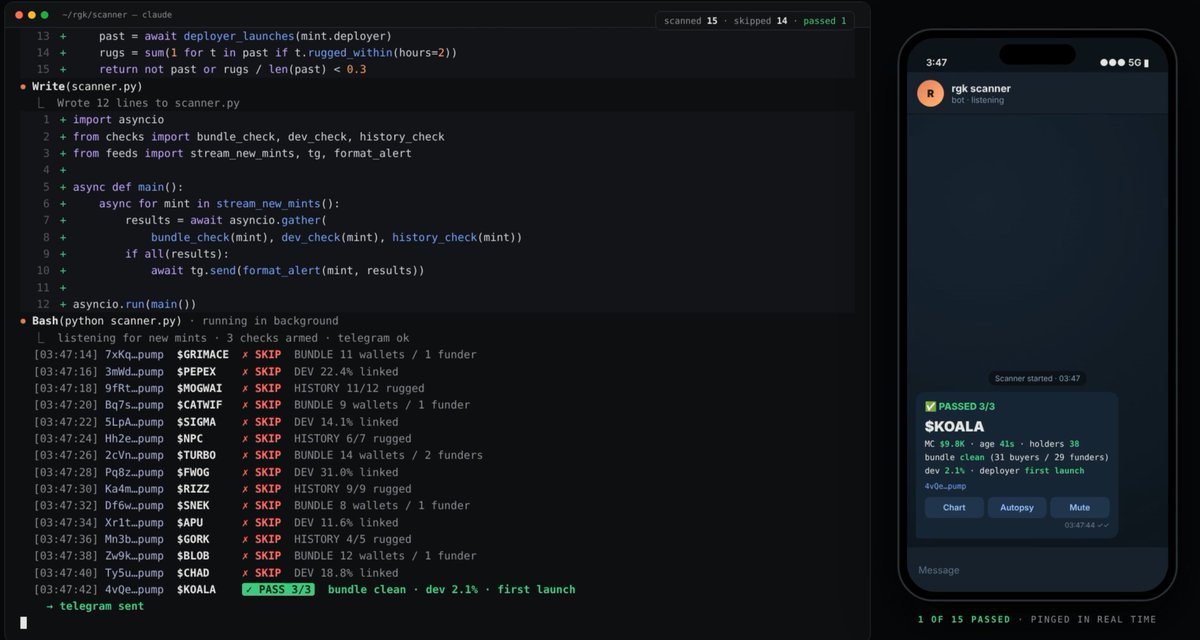 ~/rgk/scanner — claude
scanned 15 · skipped 14 · passed 1
13 + past = await deployer_launches(mint.deployer)
14 + rugs = sum(1 for t in past if t.rugged_within(hours=2))
15 + return not past or rugs / len(past) < 0.3
● Write(scanner.py)
⎿ Wrote 12 lines to scanner.py
1 + import asyncio
2 + from checks import bundle_check, dev_check, history_check
3 + from feeds import stream_new_mints, tg, format_alert
4 +
5 + async def main():
6 + async for mint in stream_new_mints():
7 + results = await asyncio.gather(
8 + bundle_check(mint), dev_check(mint), history_check(mint))
9 + if all(results):
10 + await tg.send(format_alert(mint, results))
11 +
12 + asyncio.run(main())
● Bash(python scanner.py) · running in background
⎿ listening for new mints · 3 checks armed · telegram ok
[03:47:14] 7xKq…pump $GRIMACE ✗ SKIP BUNDLE 11 wallets / 1 funder
[03:47:16] 3mWd…pump $PEPEX ✗ SKIP DEV 22.4% linked
[03:47:18] 9fRt…pump $MOGWAI ✗ SKIP HISTORY 11/12 rugged
[03:47:20] Bq7s…pump $CATWIF ✗ SKIP BUNDLE 9 wallets / 1 funder
[03:47:22] 5LpA…pump $SIGMA ✗ SKIP DEV 14.1% linked
[03:47:24] Hh2e…pump $NPC ✗ SKIP HISTORY 6/7 rugged
[03:47:26] 2cVn…pump $TURBO ✗ SKIP BUNDLE 14 wallets / 2 funders
[03:47:28] Pq8z…pump $FWOG ✗ SKIP DEV 31.0% linked
[03:47:30] Ka4m…pump $RIZZ ✗ SKIP HISTORY 9/9 rugged
[03:47:32] Df6w…pump $SNEK ✗ SKIP BUNDLE 8 wallets / 1 funder
[03:47:34] Xr1t…pump $APU ✗ SKIP DEV 11.6% linked
[03:47:36] Mn3b…pump $GORK ✗ SKIP HISTORY 4/5 rugged
[03:47:38] Zw9k…pump $BLOB ✗ SKIP BUNDLE 12 wallets / 1 funder
[03:47:40] Ty5u…pump $CHAD ✗ SKIP DEV 18.8% linked
[03:47:42] 4vQe…pump $KOALA ✓ PASS 3/3 bundle clean · dev 2.1% · first launch
→ telegram sent
3:47
5G
R
rgk scanner
bot · listening
Scanner started · 03:47
✅ PASSED 3/3
$KOALA
MC $9.8K · age 41s · holders 38
bundle clean (31 buyers / 29 funders)
dev 2.1% · deployer first launch
4vQe…pump
Chart Autopsy Mute
03:47:44 ✓✓
Message
1 OF 15 PASSED · PINGED IN REAL TIME